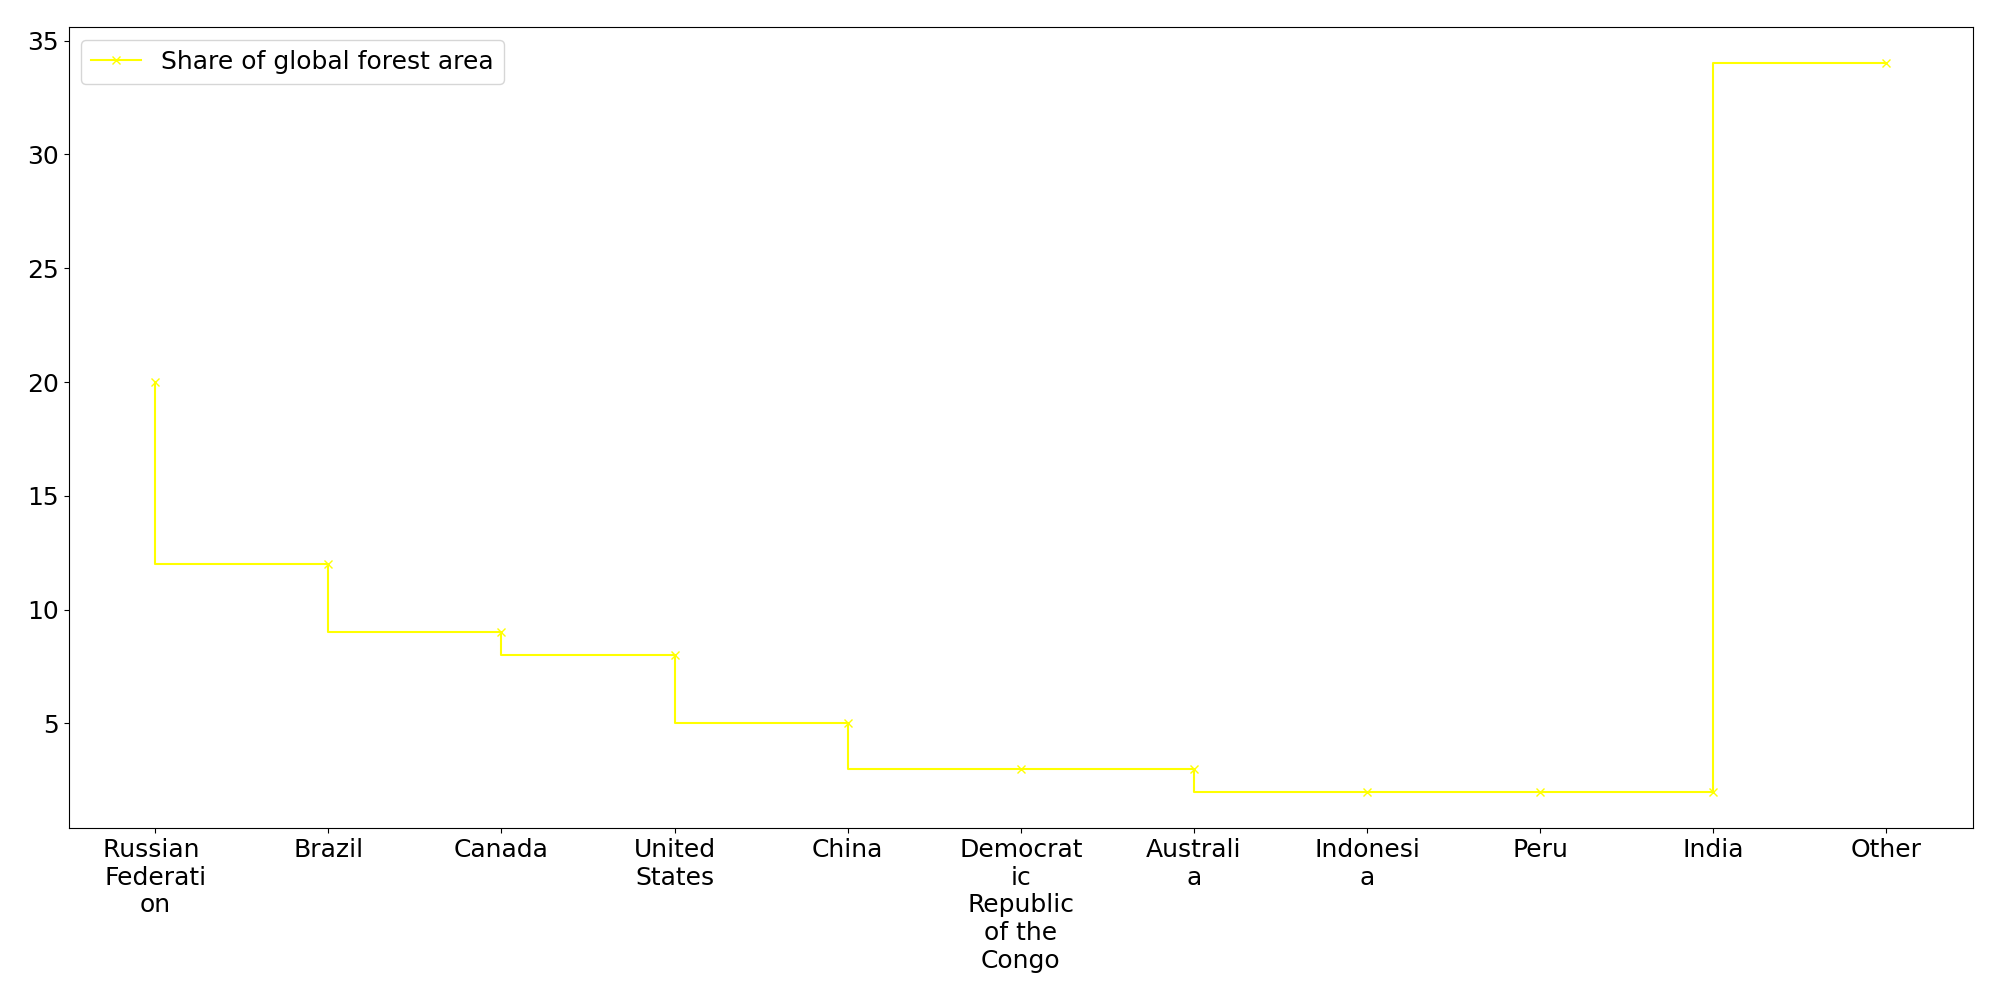 35
30
25
20
15
10
5
Share of global forest area
Russian
Federati
on
Brazil
Canada
United
States
China
Democrat
ic
Republic
of the
Congo
Australi
a
Indonesi
a
Peru
India
Other